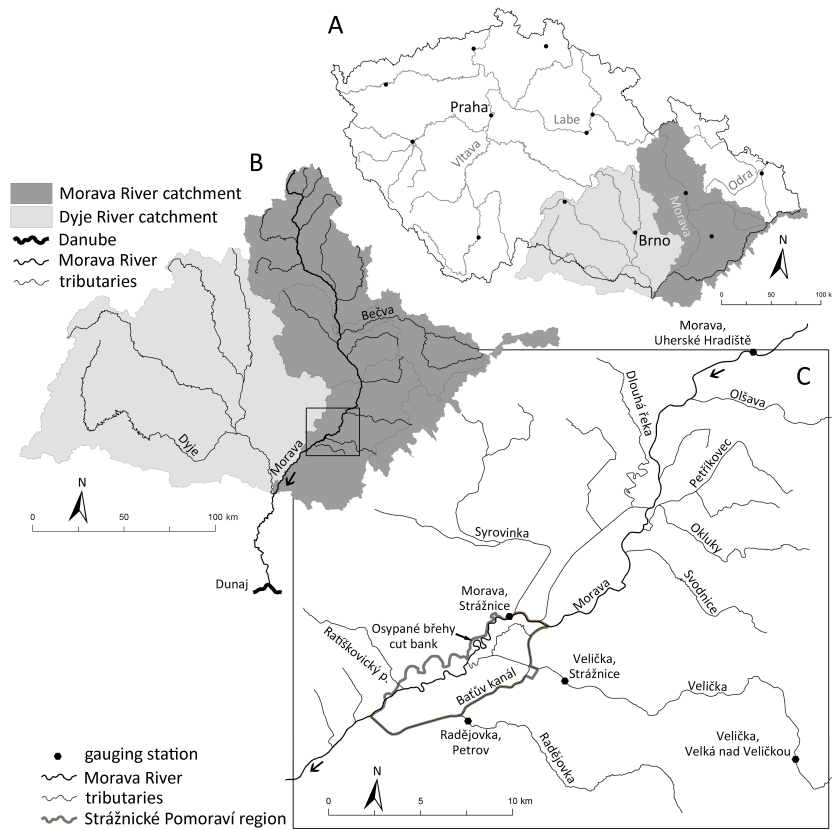 A
Praha
Labe
Vltava
Odra
Morava
Brno
N
0 50 100 k
B
Morava River catchment
Dyje River catchment
Danube
Morava River
tributaries
Bečva
Dyje
Morava
N
0 50 100 km
Dunaj
C
Morava,
Uherské Hradiště
Dlouhá řeka
Olšava
Petříkovec
Okluky
Syrovinka
Svodnice
Morava
Morava,
Strážnice
Osypané břehy
cut bank
Ratíškovický p.
Baťův kanál
Velička,
Strážnice
Velička
Velička,
Velká nad Veličkou
Radějovka,
Petrov
Radějovka
gauging station
Morava River
tributaries
Strážnické Pomoraví region
N
0 5 10 km